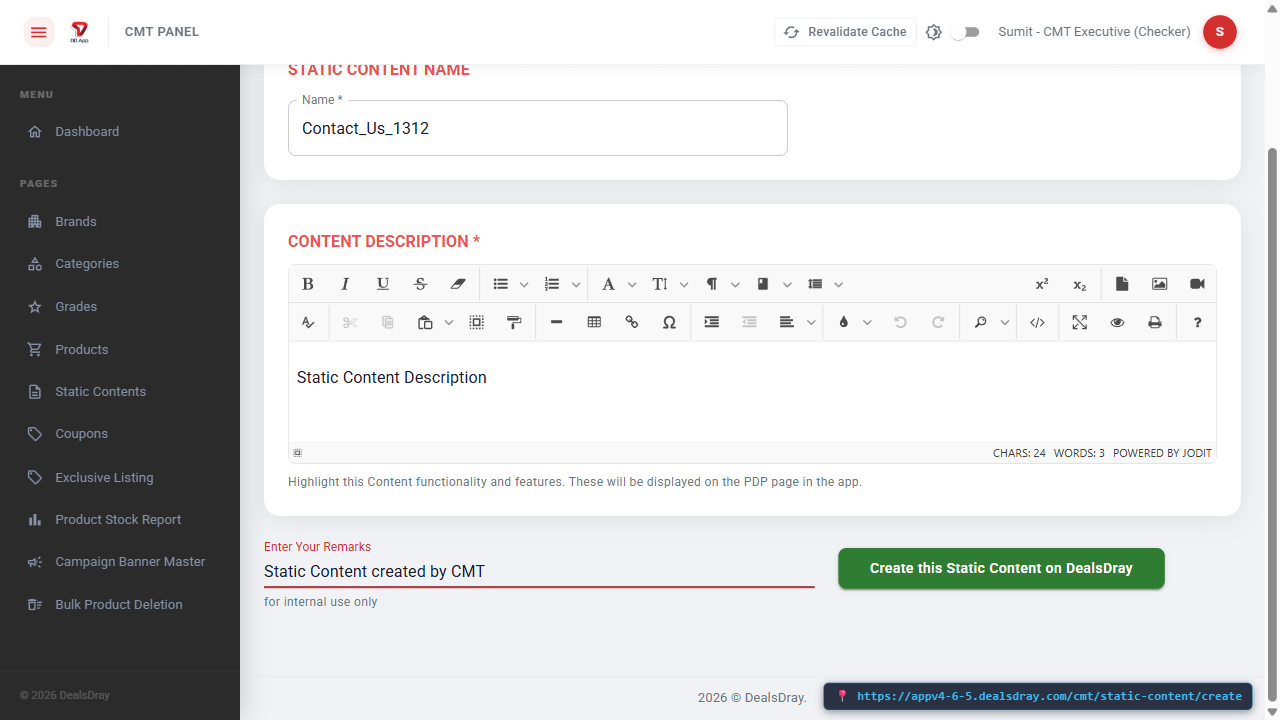 DD App
CMT PANEL
Revalidate Cache
Sumit - CMT Executive (Checker)
S
MENU
Dashboard
PAGES
Brands
Categories
Grades
Products
Static Contents
Coupons
Exclusive Listing
Product Stock Report
Campaign Banner Master
Bulk Product Deletion
© 2026 DealsDray
STATIC CONTENT NAME
Name *
Contact_Us_1312
CONTENT DESCRIPTION *
Static Content Description
CHARS: 24 WORDS: 3 POWERED BY JODIT
Highlight this Content functionality and features. These will be displayed on the PDP page in the app.
Enter Your Remarks
Static Content created by CMT
for internal use only
Create this Static Content on DealsDray
2026 © DealsDray.
https://appv4-6-5.dealsdray.com/cmt/static-content/create